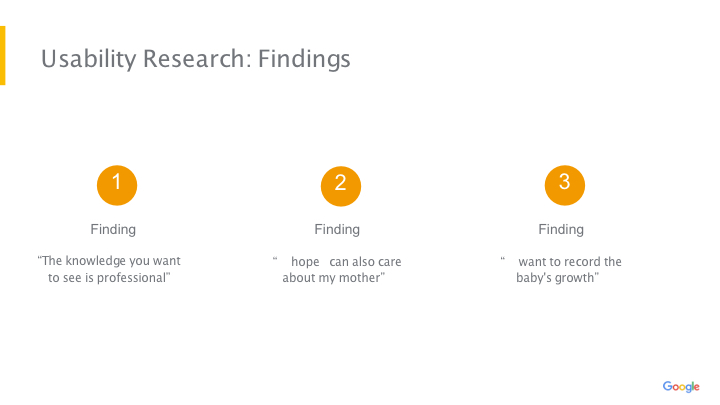 Usability Research: Findings
1
2
3
Finding
Finding
Finding
“The knowledge you want
to see is professional”
“ hope can also care
about my mother”
“ want to record the
baby's growth”
Google